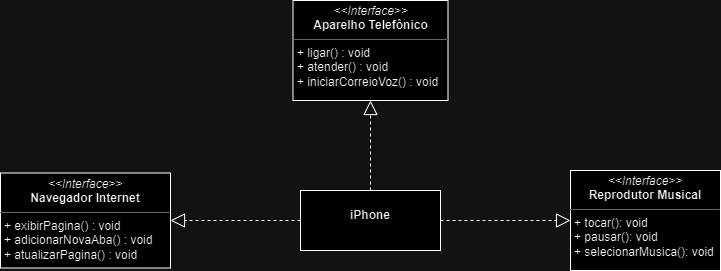 <<Interface>>
Aparelho Telefônico
+ ligar() : void
+ atender() : void
+ iniciarCorreioVoz() : void
<<Interface>>
Navegador Internet
+ exibirPagina() : void
+ adicionarNovaAba() : void
+ atualizarPagina() : void
iPhone
<<Interface>>
Reprodutor Musical
+ tocar(): void
+ pausar() : void
+ selecionarMusica() : void